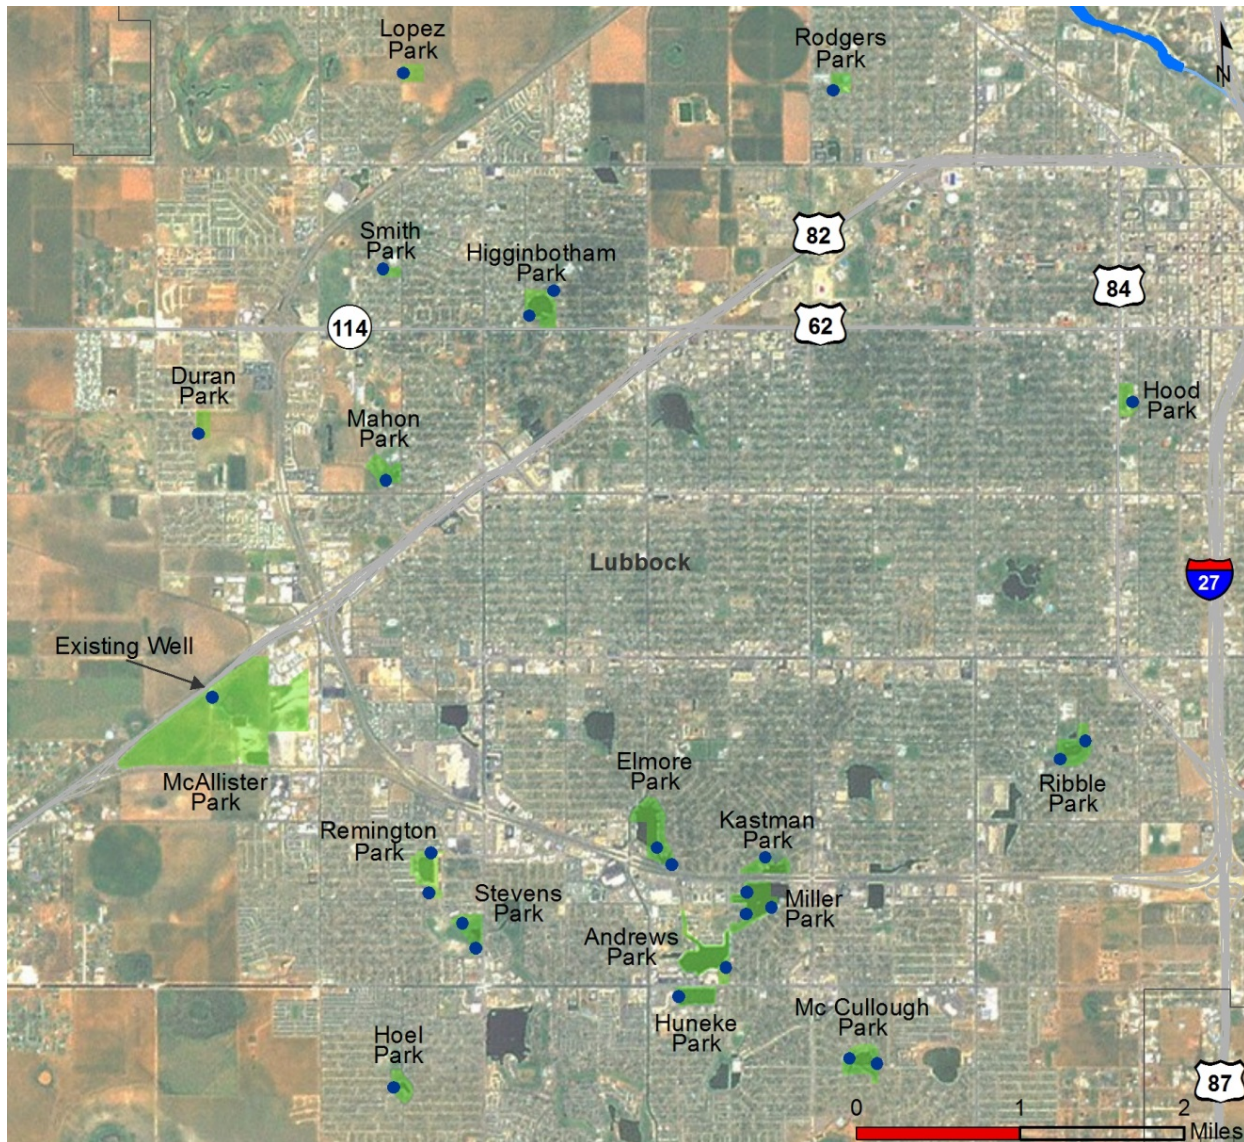 Lopez
Park
Rodgers
Park
N
Smith
Park
Higginbotham
Park
82
84
114
62
Duran
Park
Mahon
Park
Hood
Park
Lubbock
27
Existing Well
McAllister
Park
Elmore
Park
Ribble
Park
Remington
Park
Kastman
Park
Stevens
Park
Miller
Park
Andrews
Park
Huneke
Park
Mc Cullough
Park
Hoel
Park
87
0 1 2
Miles